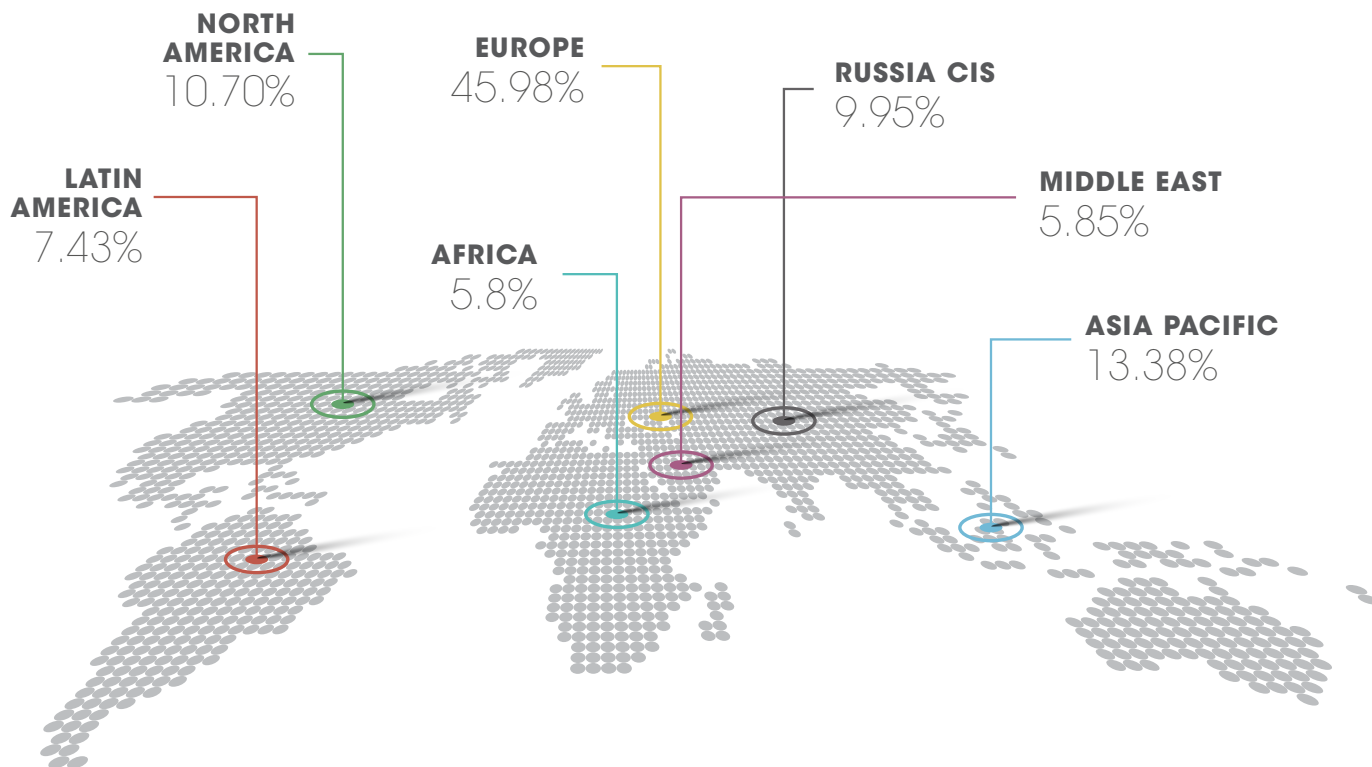 NORTH
AMERICA
10.70%
EUROPE
45.98%
RUSSIA CIS
9.95%
LATIN
AMERICA
7.43%
MIDDLE EAST
5.85%
AFRICA
5.8%
ASIA PACIFIC
13.38%